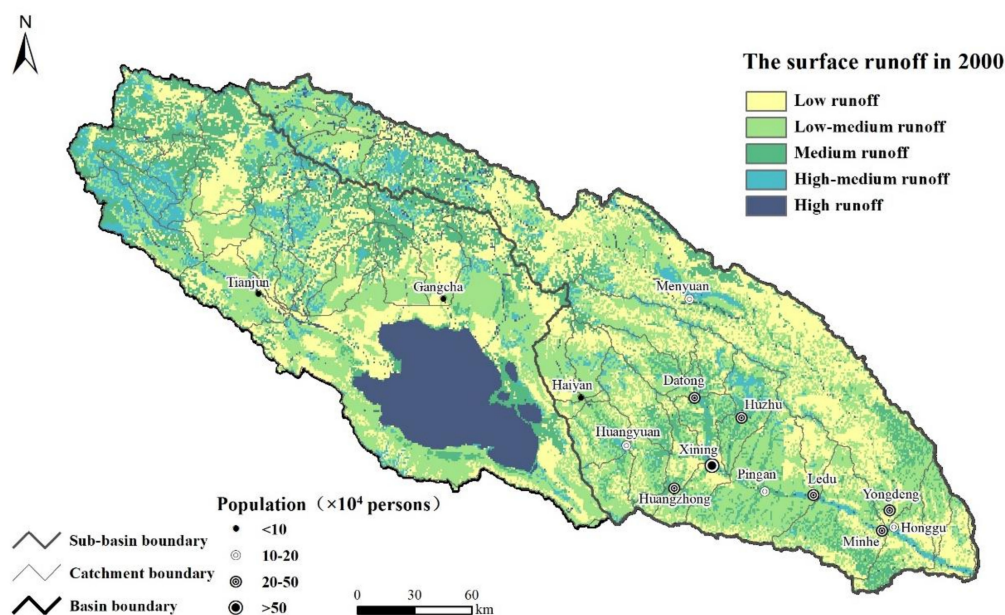 N
The surface runoff in 2000
Low runoff
Low-medium runoff
Medium runoff
High-medium runoff
High runoff
Menyuan
Tianjun
Gangcha
Datong
Haiyan
Huzhu
Huangyuan
Xining
Pingan
Ledu
Huangzhong
Yongdeng
Honggu
Minhe
Population（×10⁴ persons）
<10
10-20
20-50
>50
Sub-basin boundary
Catchment boundary
Basin boundary
0 30 60
km